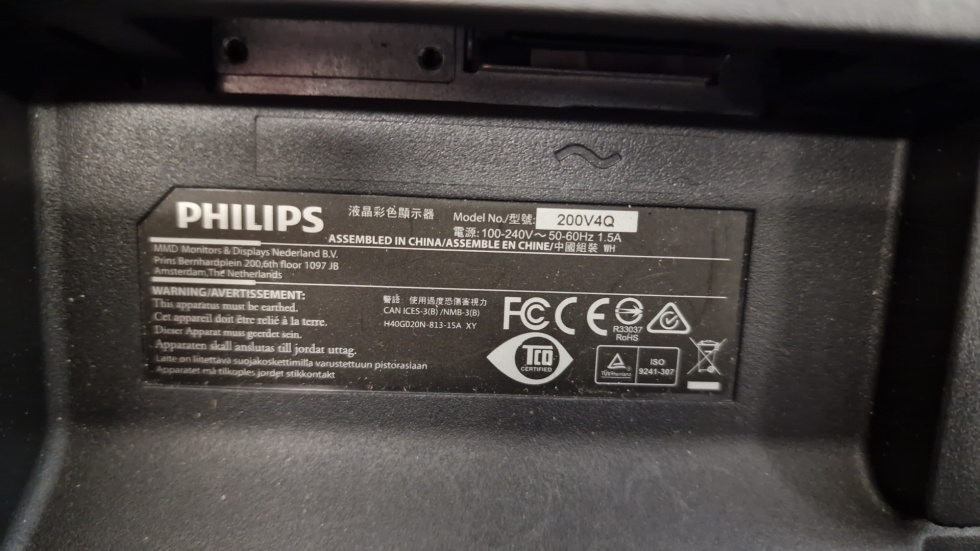 PHILIPS 液晶彩色顯示器 Model No./型號: 200V4Q
電源:100-240V～50-60Hz 1.5A
ASSEMBLED IN CHINA/ASSEMBLE EN CHINE/中國組裝 WH
MMD Monitors & Displays Nederland B.V.
Prins Bernhardplein 200,6th floor 1097 JB
Amsterdam,The Netherlands
WARNING/AVERTISSEMENT:
This apparatus must be earthed.
Cet appareil doit être relié à la terre.
Dieser Apparat muss geerdet sein.
Apparaten skall anslutas till jordat uttag.
Laite on liitettävä suojakoskettimilla varustettuun pistorasiaan
Apparatet må tilkoples jordet stikkontakt
警語: 使用過度恐傷害視力
CAN ICES-3(B) /NMB-3(B)
H40G020N-813-15A XY
FC CE
R33037
RoHS
TCO
CERTIFIED
TÜVRheinland
ISO
9241-307